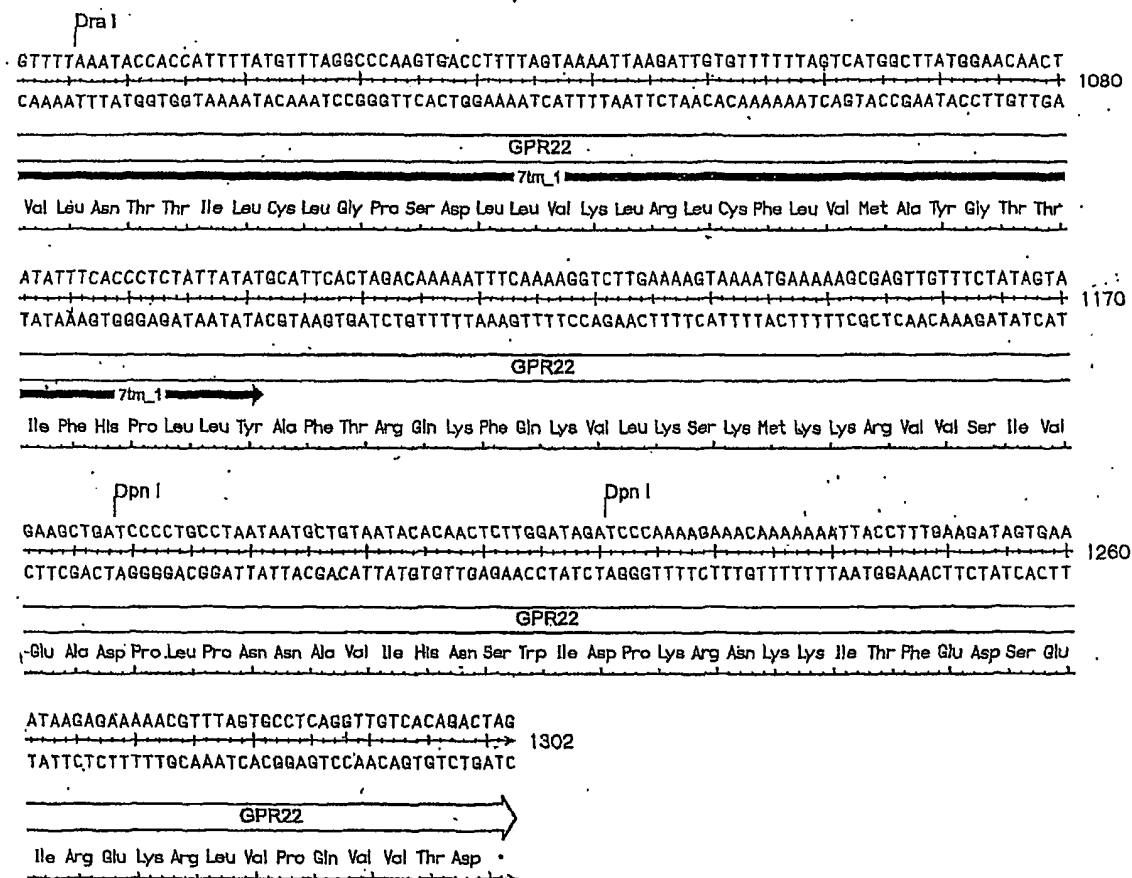 Dra I
GTTTTAAATACCACCATTTTATGTTTAGGCCCAAGTGACCTTTTAGTAAAATTAAGATTGTGTTTTTTAGTCATGGCTTATGGAACAACT
1080
CAAAATTTATGGTGGTAAAATACAAATCCGGGTTCACTGGAAAATCATTTTAATTCTAACACAAAAAATCAGTACCGAATACCTTGTTGA
GPR22
7tm_1
Val Leu Asn Thr Thr Ile Leu Cys Leu Gly Pro Ser Asp Leu Leu Val Lys Leu Arg Leu Cys Phe Leu Val Met Ala Tyr Gly Thr Thr
ATATTTCACCCTCTATTATATGCATTCACTAGACAAAAATTTCAAAAGGTCTTGAAAAGTAAAATGAAAAAGCGAGTTGTTTCTATAGTA
1170
TATAAAGTGGGAGATAATATACGTAAGTGATCTGTTTTTAAAGTTTTCCAGAACTTTTCATTTTACTTTTTCGCTCAACAAAGATATCAT
GPR22
7tm_1
Ile Phe His Pro Leu Leu Tyr Ala Phe Thr Arg Gln Lys Phe Gln Lys Val Leu Lys Ser Lys Met Lys Lys Arg Val Val Ser Ile Val
Dpn I Dpn I
GAAGCTGATCCCCTGCCTAATAATGCTGTAATACACAACTCTTGGATAGATCCCAAAAGAAACAAAAAAATTACCTTTGAAGATAGTGAA
1260
CTTCGACTAGGGGACGGATTATTACGACATTATGTGTTGAGAACCTATCTAGGGTTTTCTTTGTTTTTTTAATGGAAACTTCTATCACTT
GPR22
Glu Ala Asp Pro Leu Pro Asn Asn Ala Val Ile His Asn Ser Trp Ile Asp Pro Lys Arg Asn Lys Lys Ile Thr Phe Glu Asp Ser Glu
ATAAGAGAAAAACGTTTAGTGCCTCAGGTTGTCACAGACTAG
1302
TATTCTCTTTTTGCAAATCACGGAGTCCAACAGTGTCTGATC
GPR22
Ile Arg Glu Lys Arg Leu Val Pro Gln Val Val Thr Asp •